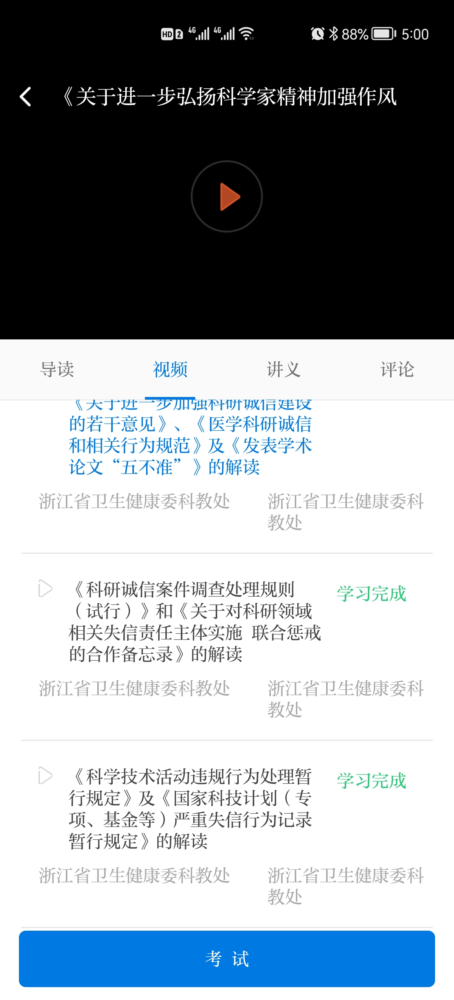 HD 2 4G 4G 88% 5:00
《关于进一步弘扬科学家精神加强作风
导读 视频 讲义 评论
《关于进一步加强科研诚信建设
的若干意见》、《医学科研诚信
和相关行为规范》及《发表学术
论文“五不准” 》的解读
浙江省卫生健康委科教处 浙江省卫生健康委科
教处
《科研诚信案件调查处理规则 学习完成
（试行）》和《关于对科研领域
相关失信责任主体实施 联合惩戒
的合作备忘录》的解读
浙江省卫生健康委科教处 浙江省卫生健康委科
教处
《科学技术活动违规行为处理暂 学习完成
行规定》及《国家科技计划（专
项、基金等）严重失信行为记录
暂行规定》的解读
浙江省卫生健康委科教处 浙江省卫生健康委科
教处
考 试